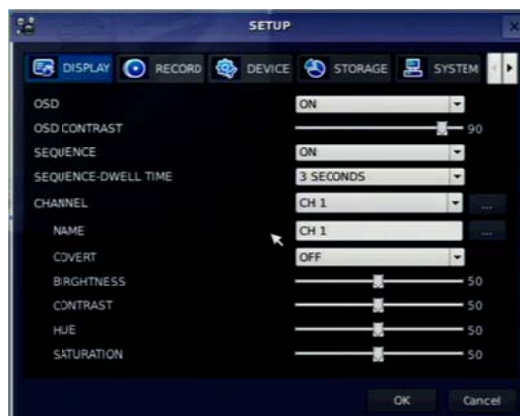 SETUP
DISPLAY RECORD DEVICE STORAGE SYSTEM
OSD ON
OSD CONTRAST 90
SEQUENCE ON
SEQUENCE-DWELL TIME 3 SECONDS
CHANNEL CH 1 ...
NAME CH 1 ...
COVERT OFF
BIRGHTNESS 50
CONTRAST 50
HUE 50
SATURATION 50
OK Cancel